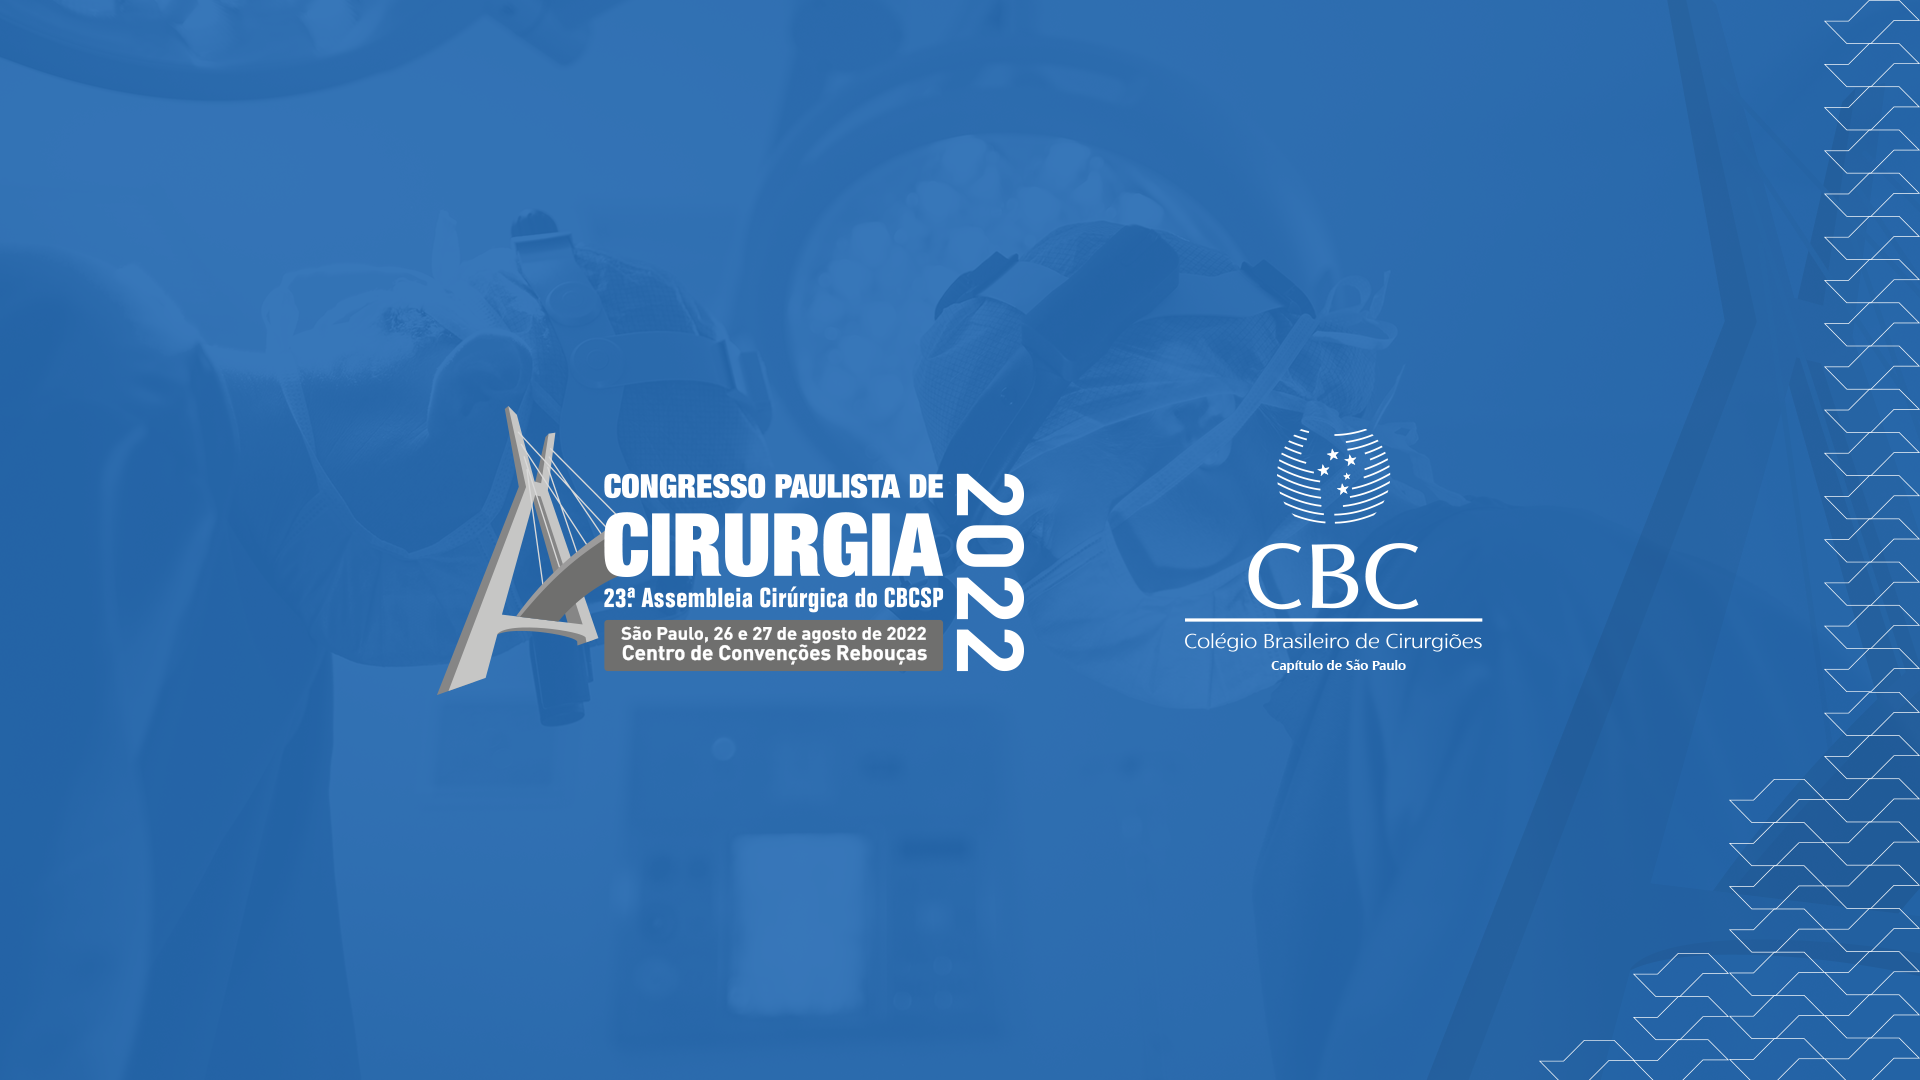 CONGRESSO PAULISTA DE
CIRURGIA
23.ª Assembleia Cirúrgica do CBCSP
São Paulo, 26 e 27 de agosto de 2022
Centro de Convenções Rebouças
2022
CBC
Colégio Brasileiro de Cirurgiões
Capítulo de São Paulo